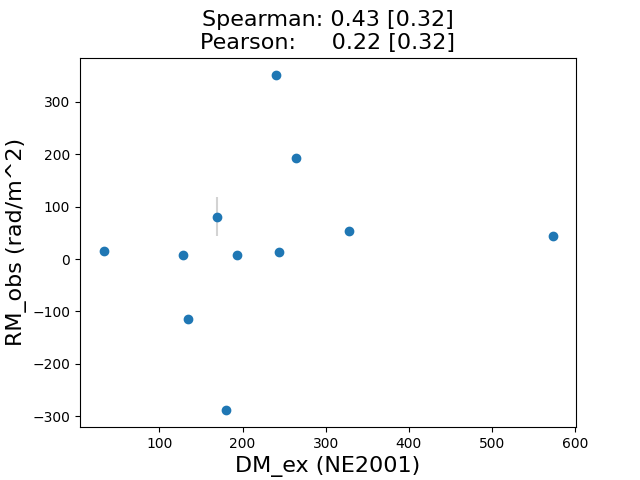 Spearman: 0.43 [0.32]
Pearson: 0.22 [0.32]
300
200
100
0
−100
−200
−300
RM_obs (rad/m^2)
100 200 300 400 500 600
DM_ex (NE2001)